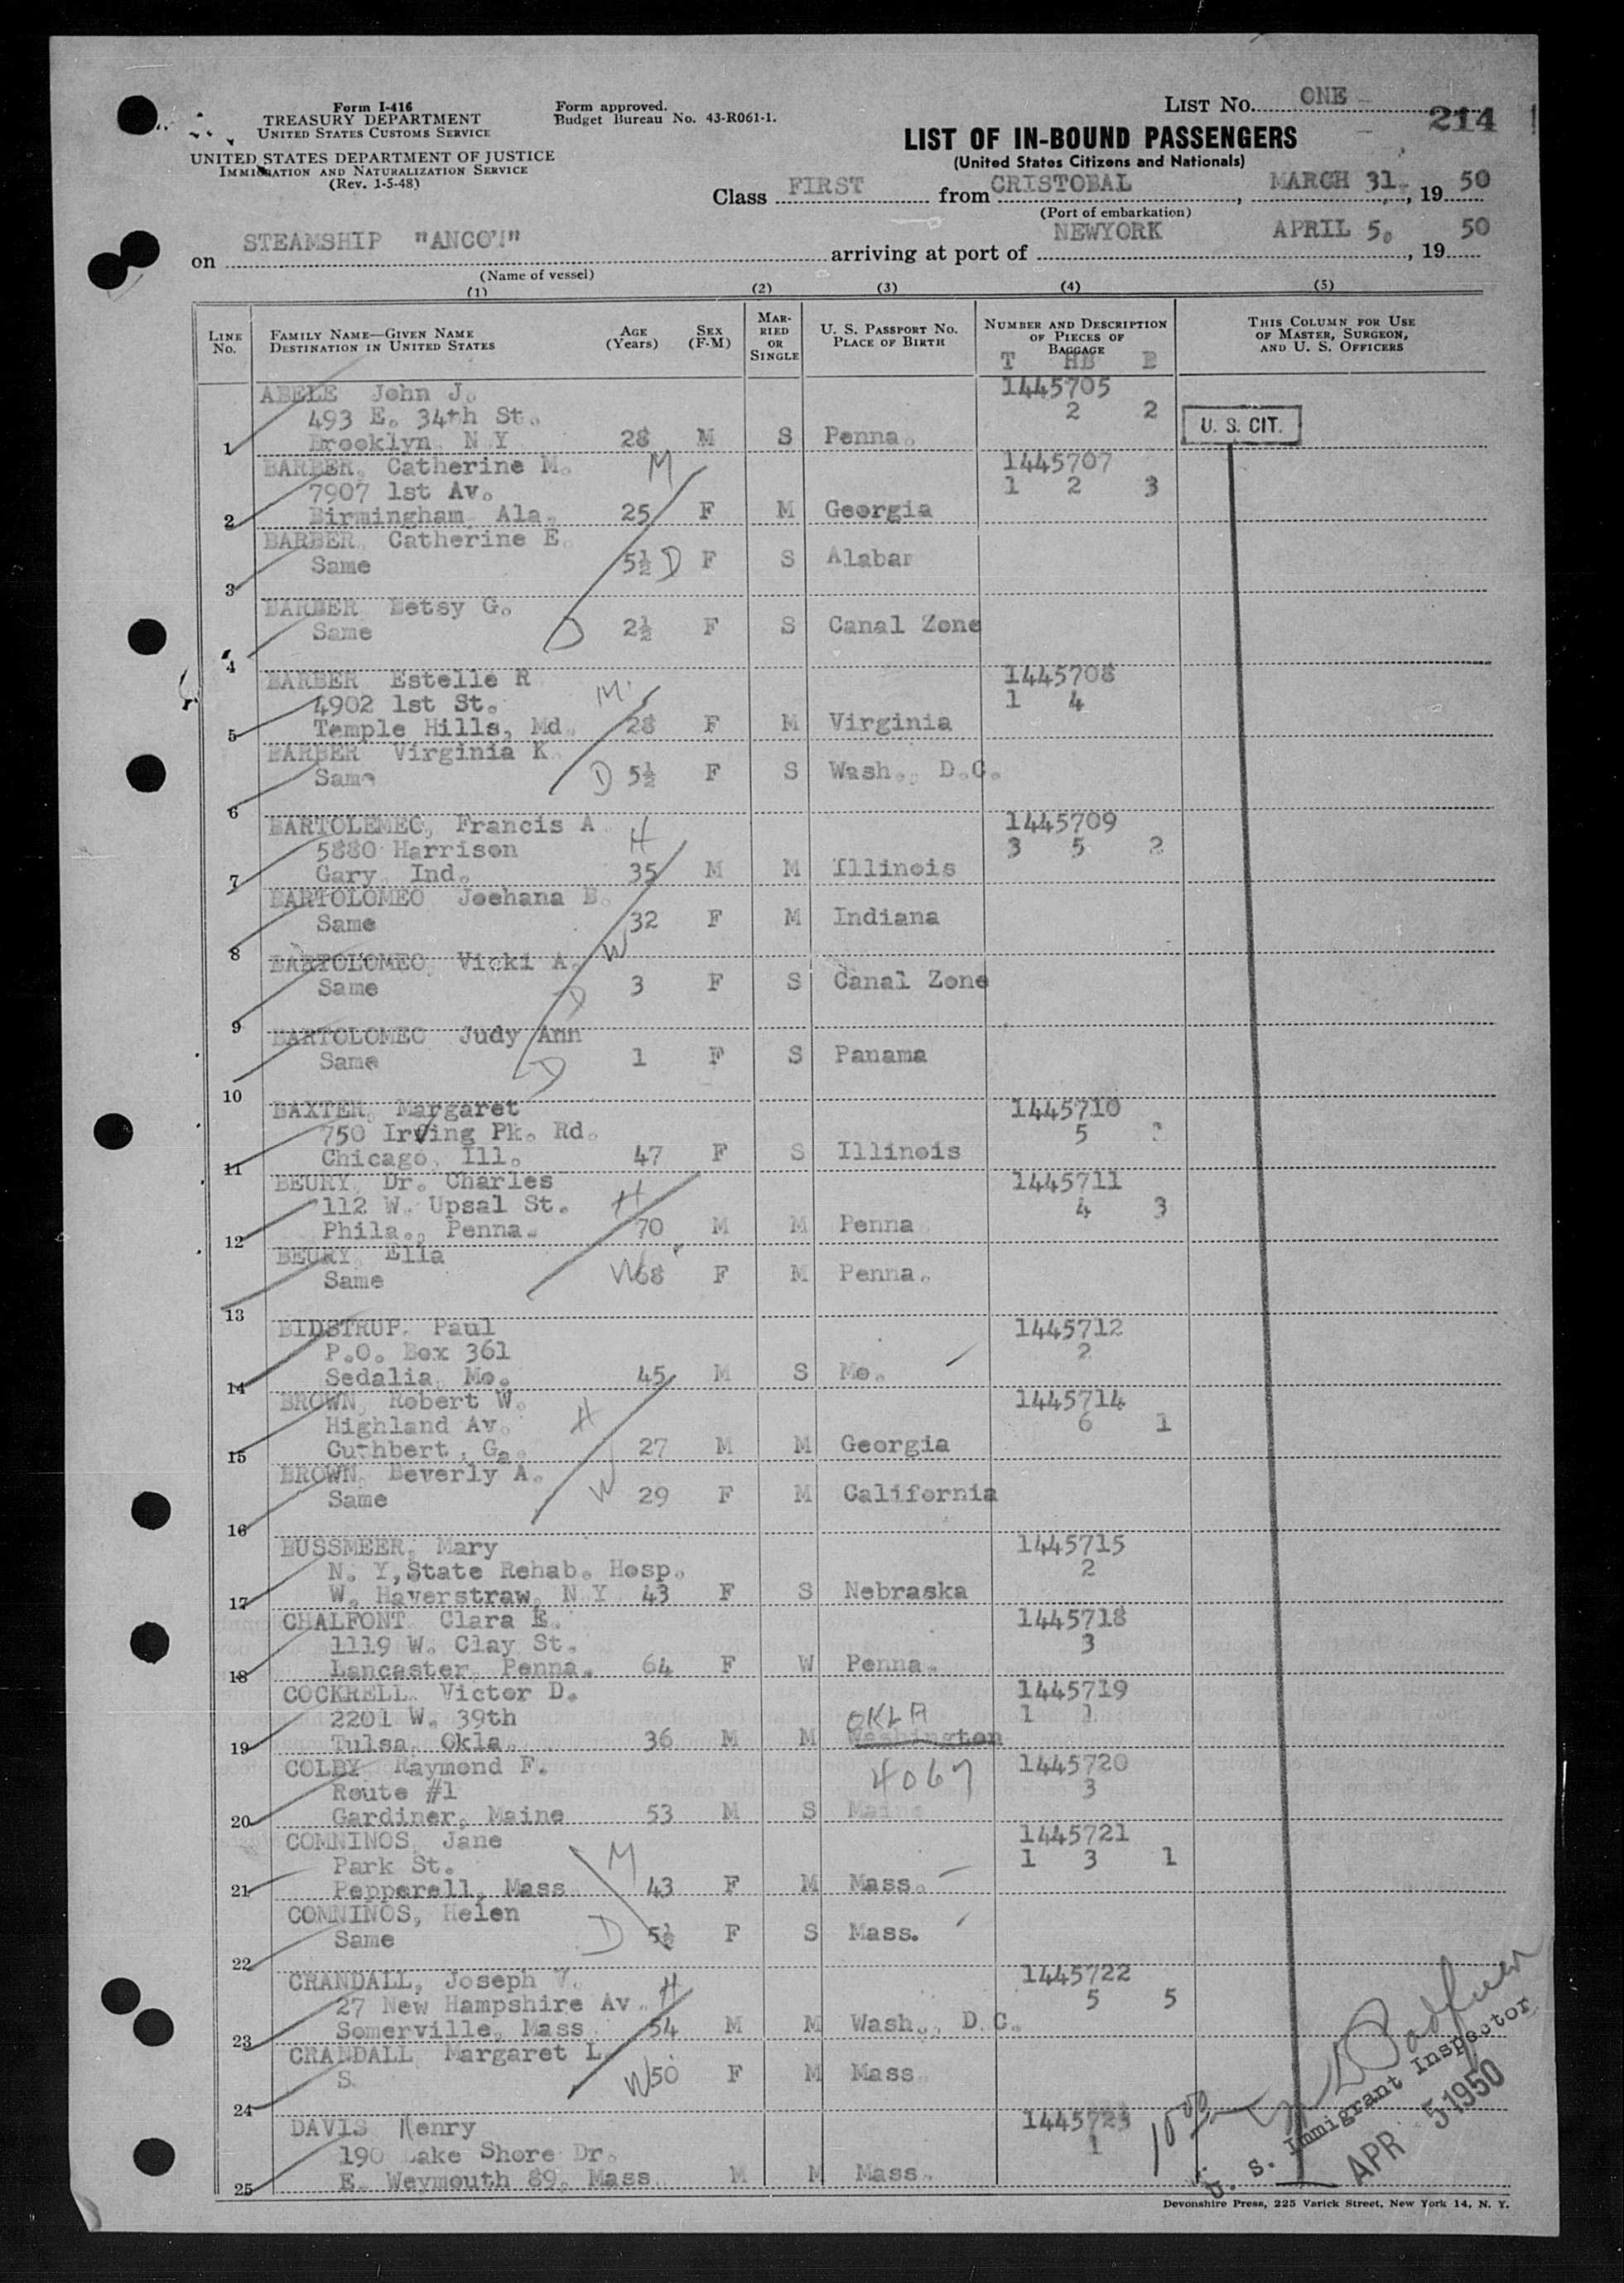 Form I-416
TREASURY DEPARTMENT
UNITED STATES CUSTOMS SERVICE
UNITED STATES DEPARTMENT OF JUSTICE
IMMIGRATION AND NATURALIZATION SERVICE
(Rev. 1-5-48)
Form approved.
Budget Bureau No. 43-R061-1.
LIST No. ONE
214
LIST OF IN-BOUND PASSENGERS
(United States Citizens and Nationals)
Class FIRST from CRISTOBAL, MARCH 31, 19 50
(Port of embarkation)
on STEAMSHIP "ANCON" arriving at port of NEWYORK APRIL 5, 19 50
(Name of vessel)
(1) (2) (3) (4) (5)
LINE No.
FAMILY NAME—GIVEN NAME
DESTINATION IN UNITED STATES
AGE (Years)
SEX (F-M)
MARRIED OR SINGLE
U. S. PASSPORT NO.
PLACE OF BIRTH
NUMBER AND DESCRIPTION OF PIECES OF BAGGAGE
T HB B
THIS COLUMN FOR USE OF MASTER, SURGEON, AND U. S. OFFICERS
ABELE John J. 1445705
493 E. 34th St. 2 2
1 Brooklyn N Y 28 M S Penna.
U. S. CIT.
BARBER, Catherine M. M 1445707
7907 1st Av. 1 2 3
2 Birmingham Ala. 25 F M Georgia
BARBER, Catherine E.
3 Same 5½ D F S Alabar
BARBER Betsy G.
4 Same D 2½ F S Canal Zone
BARBER Estelle R M 1445708
4902 1st St. 1 4
5 Temple Hills, Md. 28 F M Virginia
BARBER Virginia K
6 Same D 5½ F S Wash., D.C.
BARTOLEMEC, Francis A. H 1445709
5880 Harrison 3 5 2
7 Gary, Ind. 35 M M Illinois
BARTOLOMEO Joehana B.
8 Same W 32 F M Indiana
BARTOLOMEO, Vicki A.
9 Same D 3 F S Canal Zone
BARTOLOMEO Judy Ann
10 Same D 1 F S Panama
BAXTER, Margaret 1445710
750 Irving Pk. Rd. 5
11 Chicago, Ill. 47 F S Illinois
BEURY, Dr. Charles 1445711
112 W. Upsal St. H 4 3
12 Phila., Penna. 70 M M Penna
BEURY, Ella
13 Same W 68 F M Penna.
BIDSTRUP, Paul 1445712
P.O. Box 361 2
14 Sedalia, Mo. 45 M S Mo.
BROWN, Robert W. 1445714
Highland Av. H 6 1
15 Cuthbert, Ga 27 M M Georgia
BROWN, Beverly A.
16 Same W 29 F M California
BUSSMEER, Mary 1445715
N. Y, State Rehab. Hosp. 2
17 W. Haverstraw, N.Y. 43 F S Nebraska
CHALFONT Clara E. 1445718
1119 W. Clay St. 3
18 Lancaster, Penna. 64 F W Penna.
COCKRELL Victor D. 1445719
2201 W. 39th OKLA 1 1
19 Tulsa, Okla. 36 M M Washington
COLBY Raymond F. 4067 1445720
Route #1 3
20 Gardiner, Maine 53 M S Maine
COMNINOS, Jane 1445721
Park St. M 1 3 1
21 Pepperell, Mass 43 F M Mass.
COMNINOS, Helen
22 Same D 5½ F S Mass.
CRANDALL, Joseph V. H 1445722
27 New Hampshire Av. 5 5
23 Somerville, Mass 54 M M Wash., D.C.
CRANDALL Margaret L.
24 S W 50 F M Mass
DAVIS Henry 1445723
190 Lake Shore Dr. 1
25 E. Weymouth 89, Mass. M M Mass.
U. S. Immigrant Inspector
APR 5 1950
Devonshire Press, 225 Varick Street, New York 14, N. Y.